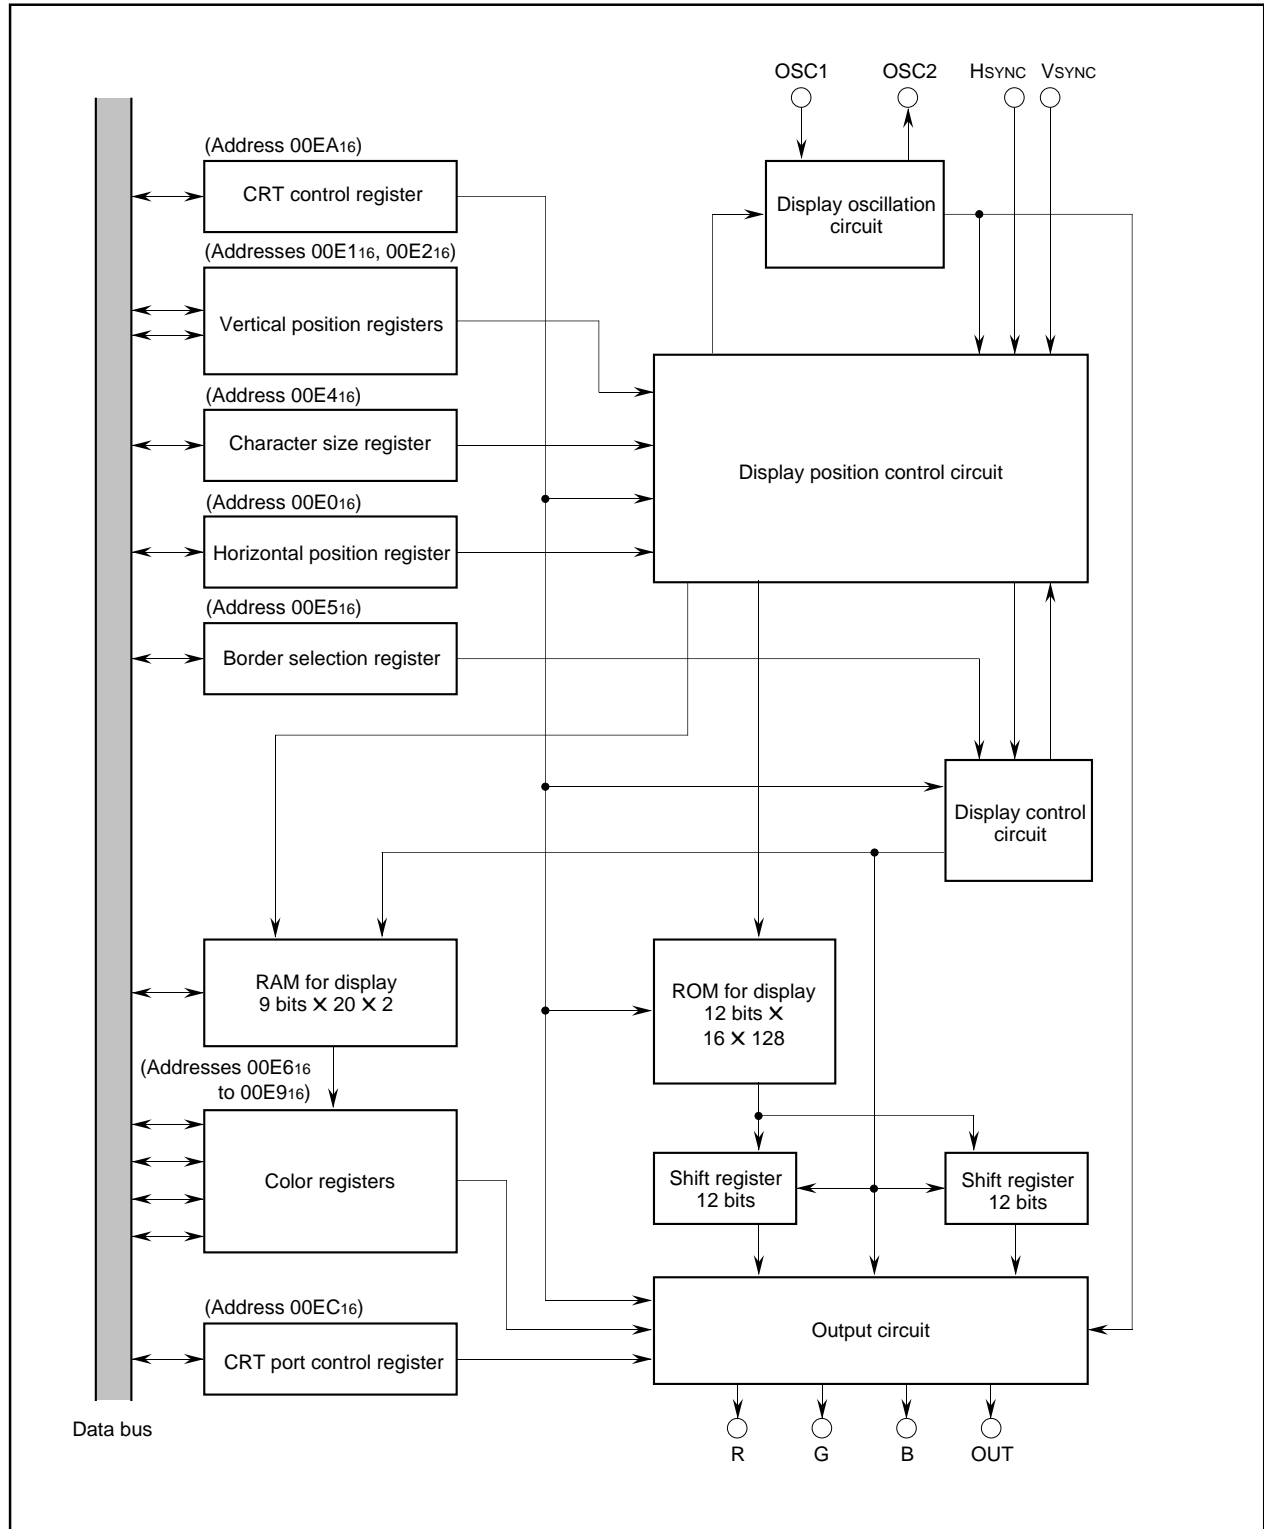 OSC1 OSC2 HSYNC VSYNC
(Address 00EA16)
CRT control register
Display oscillation
circuit
(Addresses 00E116, 00E216)
Vertical position registers
(Address 00E416)
Character size register
Display position control circuit
(Address 00E016)
Horizontal position register
(Address 00E516)
Border selection register
Display control
circuit
RAM for display
9 bits × 20 × 2
ROM for display
12 bits ×
16 × 128
(Addresses 00E616
to 00E916)
Color registers
Shift register
12 bits
Shift register
12 bits
(Address 00EC16)
CRT port control register
Output circuit
Data bus
R G B OUT